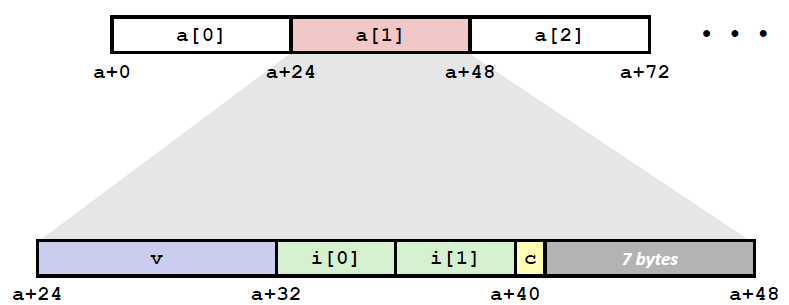 a[0] a[1] a[2] • • •
a+0 a+24 a+48 a+72
v i[0] i[1] c 7 bytes
a+24 a+32 a+40 a+48